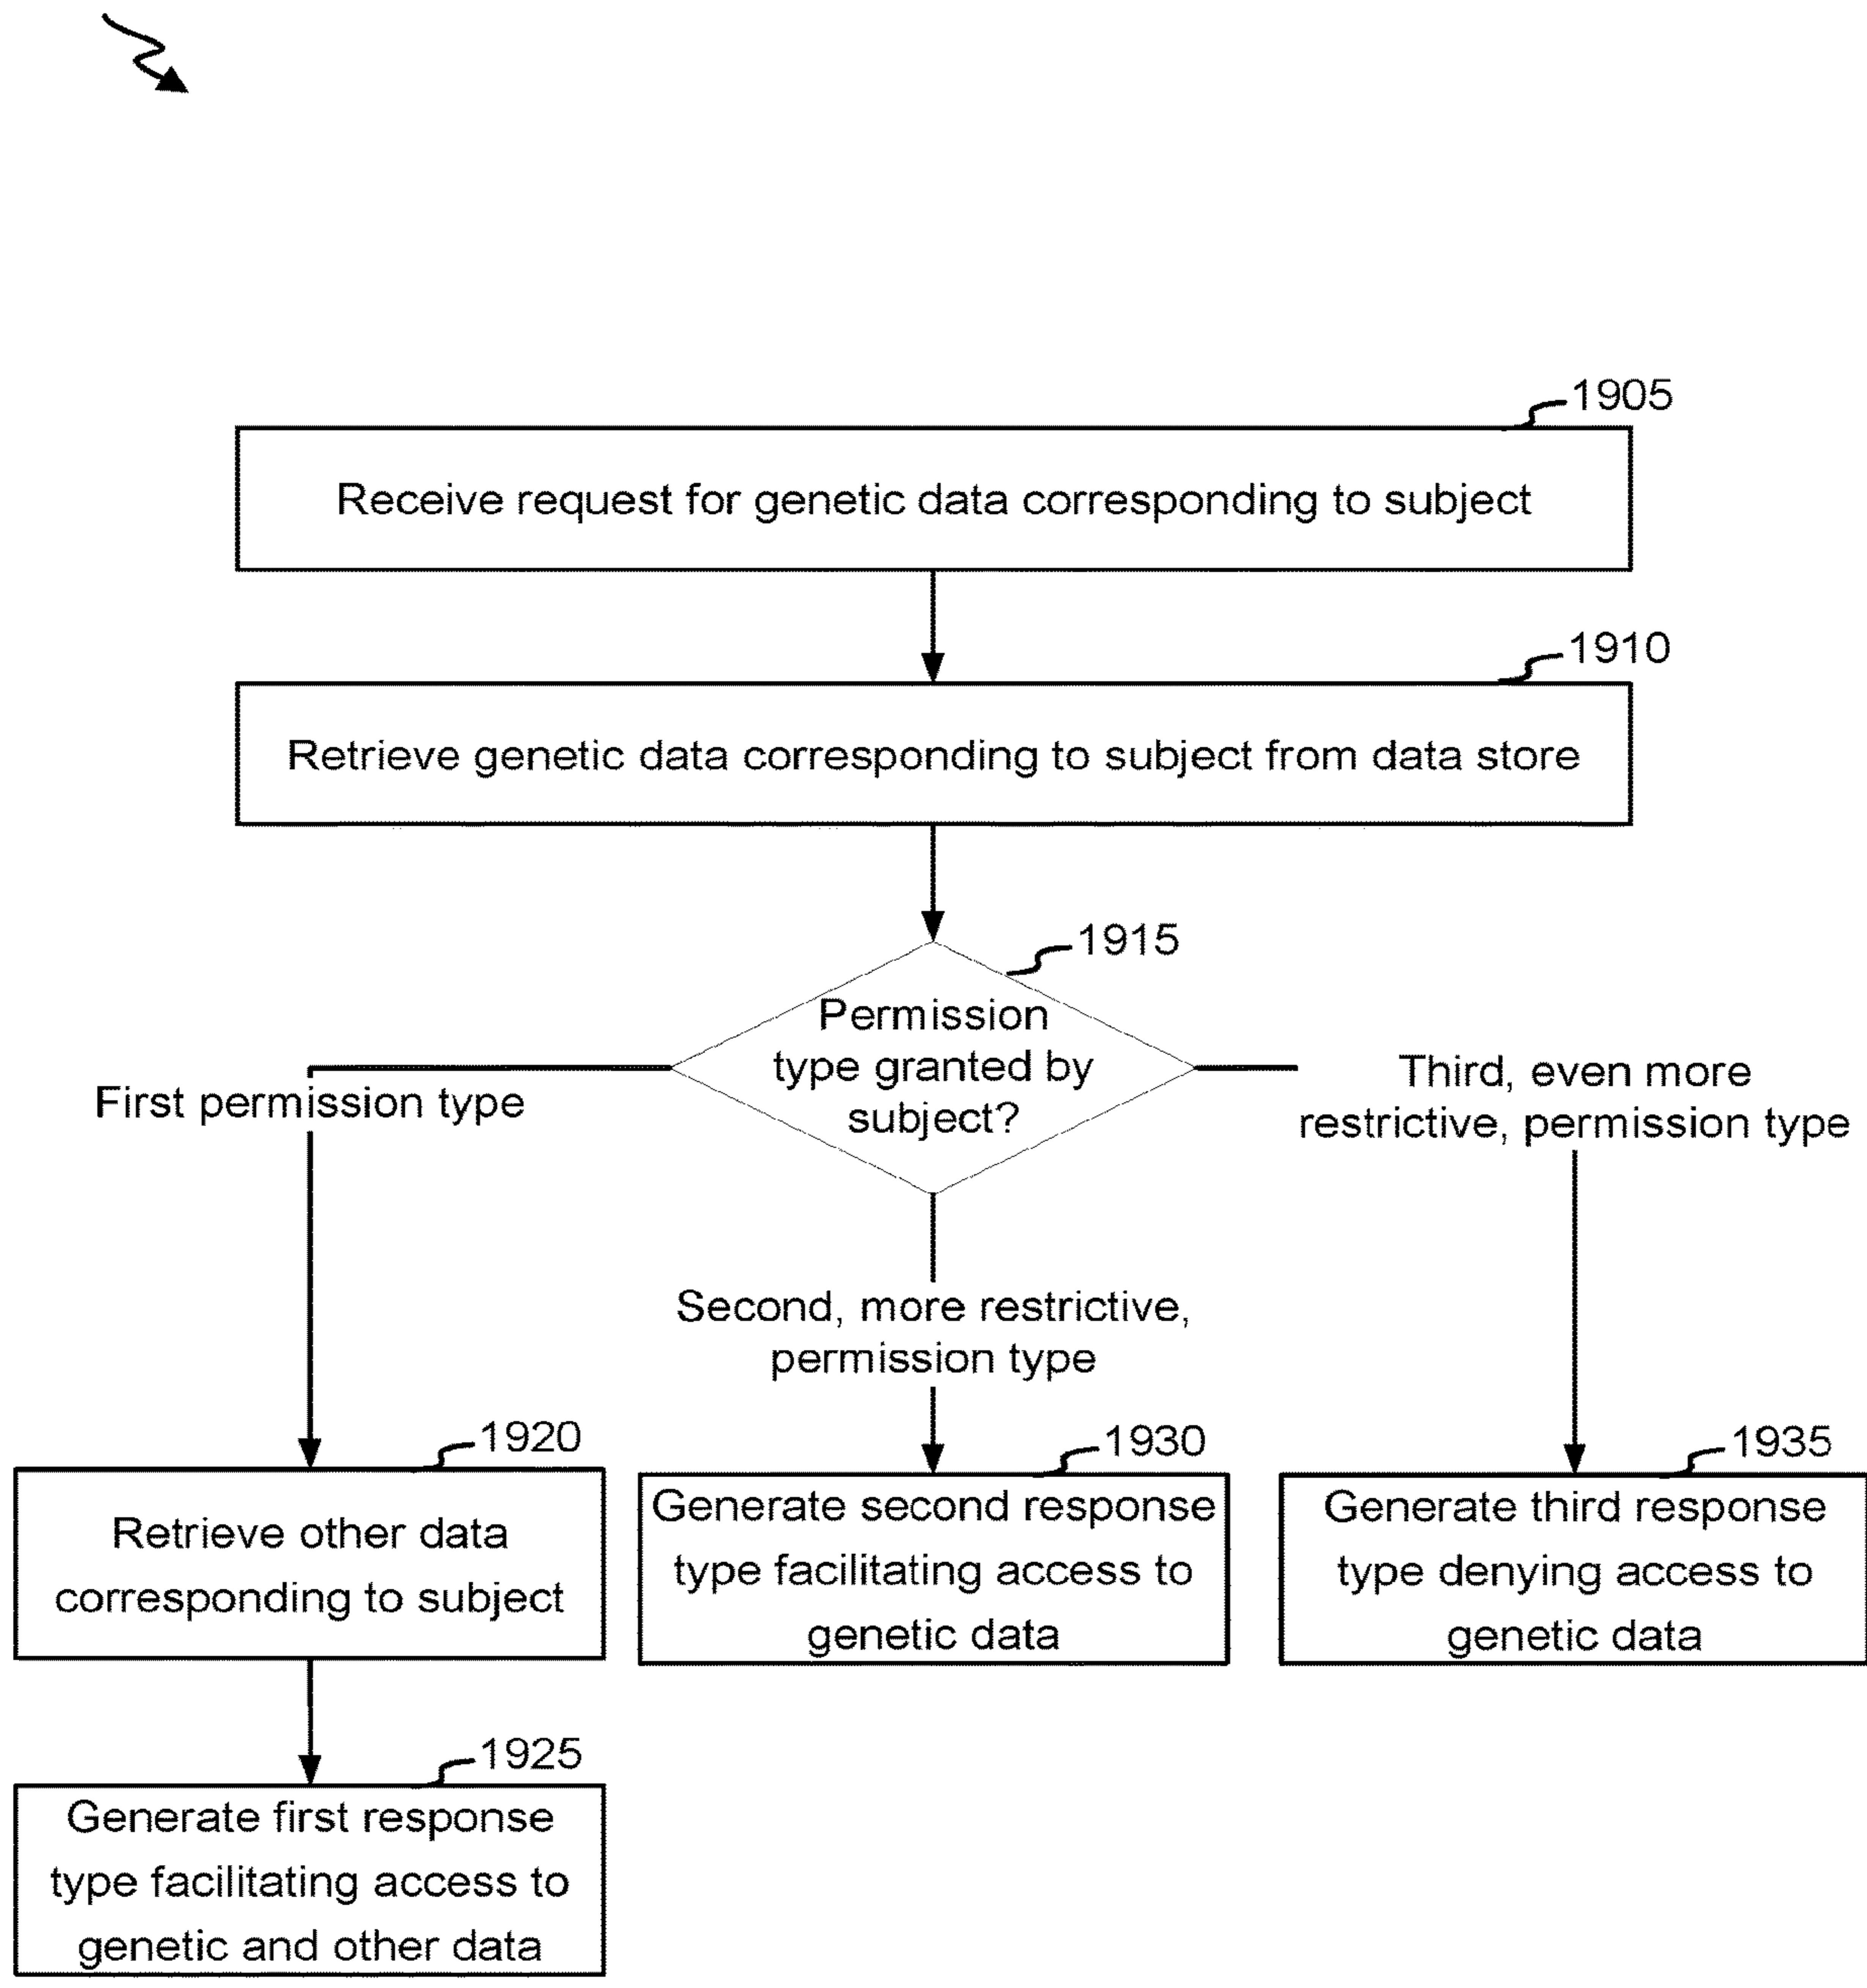 1905
Receive request for genetic data corresponding to subject
1910
Retrieve genetic data corresponding to subject from data store
1915
Permission
type granted by
subject?
First permission type
Third, even more
restrictive, permission type
Second, more restrictive,
permission type
1920
Retrieve other data
corresponding to subject
1930
Generate second response
type facilitating access to
genetic data
1935
Generate third response
type denying access to
genetic data
1925
Generate first response
type facilitating access to
genetic and other data